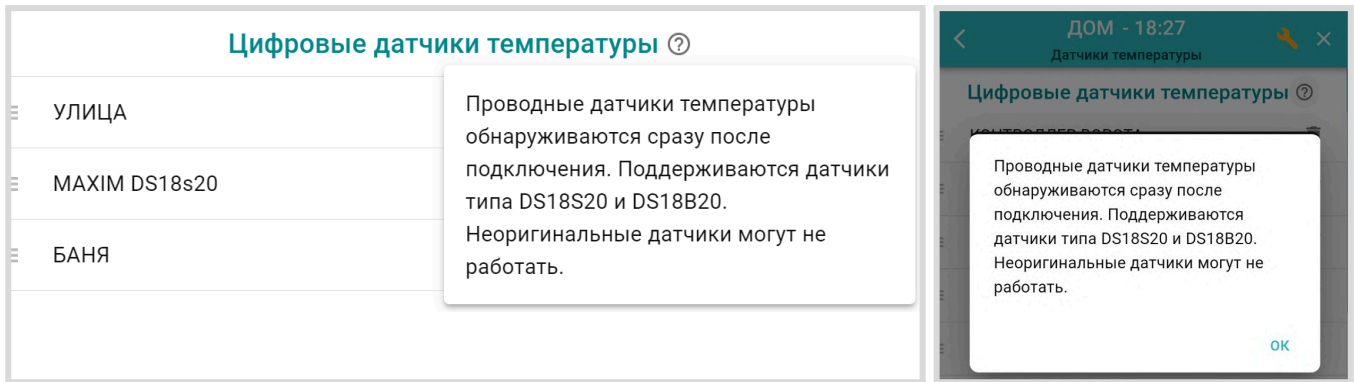 Цифровые датчики температуры ?
УЛИЦА
MAXIM DS18s20
БАНЯ
Проводные датчики температуры
обнаруживаются сразу после
подключения. Поддерживаются датчики
типа DS18S20 и DS18B20.
Неоригинальные датчики могут не
работать.
ДОМ - 18:27
Датчики температуры
Цифровые датчики температуры ?
Проводные датчики температуры
обнаруживаются сразу после
подключения. Поддерживаются
датчики типа DS18S20 и DS18B20.
Неоригинальные датчики могут не
работать.
ОК